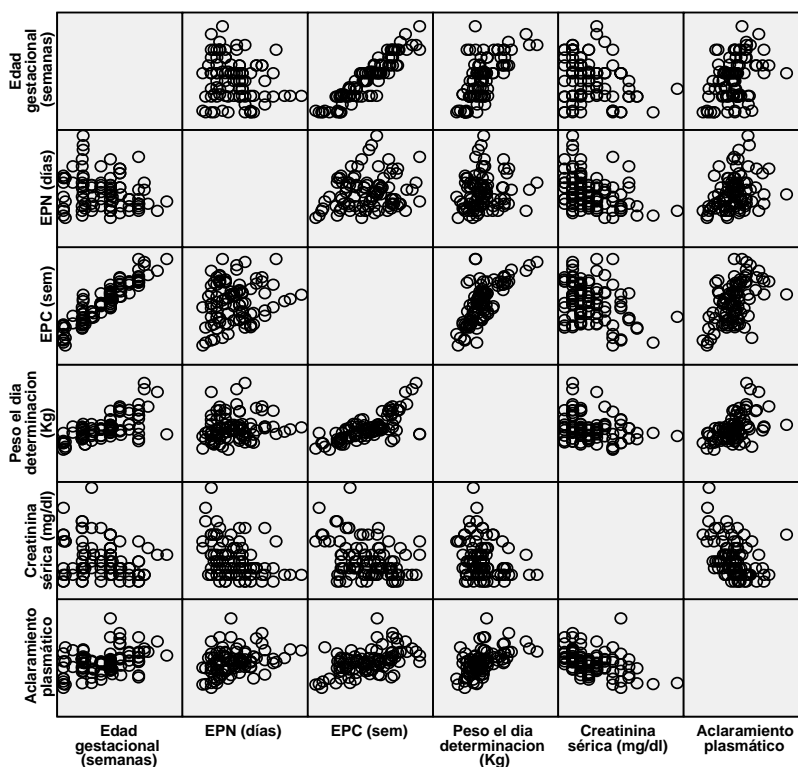 Edad
gestacional
(semanas)
EPN (días)
EPC (sem)
Peso el dia
determinacion
(Kg)
Creatinina
sérica (mg/dl)
Aclaramiento
plasmático
Edad
gestacional
(semanas)
EPN (días)
EPC (sem)
Peso el dia
determinacion
(Kg)
Creatinina
sérica (mg/dl)
Aclaramiento
plasmático